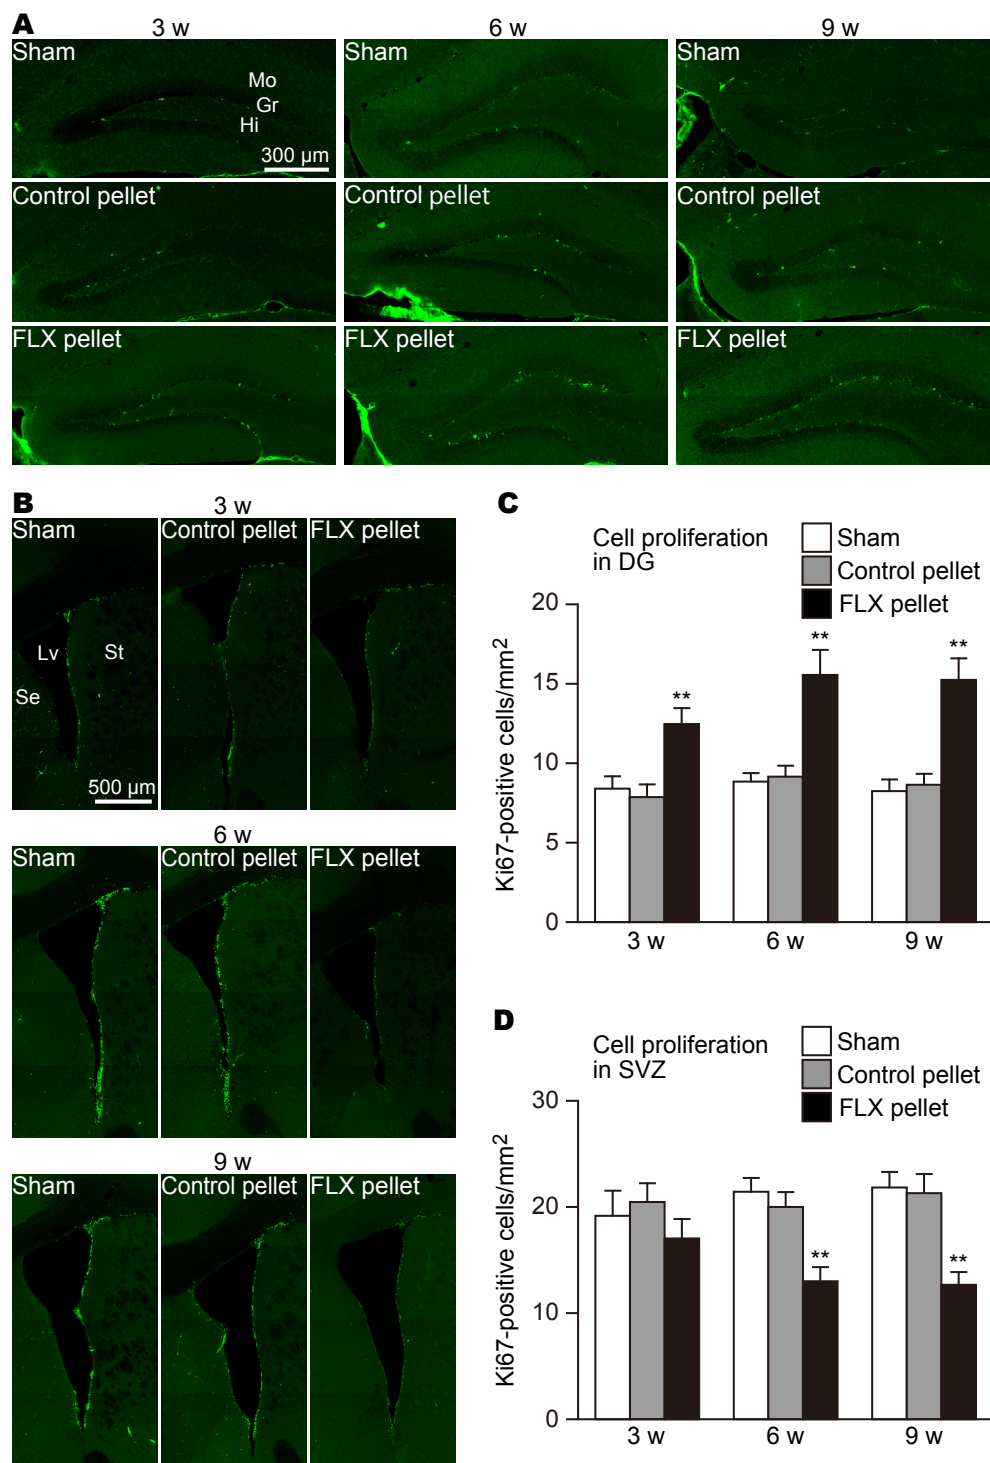 A
3 w
6 w
9 w
Sham
Sham
Sham
Mo
Gr
Hi
300 µm
Control pellet
Control pellet
Control pellet
FLX pellet
FLX pellet
FLX pellet
B
3 w
Sham
Control pellet
FLX pellet
Lv
St
Se
500 µm
6 w
Sham
Control pellet
FLX pellet
9 w
Sham
Control pellet
FLX pellet
C
Cell proliferation
in DG
Sham
Control pellet
FLX pellet
Ki67-positive cells/mm2
20
15
10
5
0
**
**
**
3 w
6 w
9 w
D
Cell proliferation
in SVZ
Sham
Control pellet
FLX pellet
Ki67-positive cells/mm2
30
20
10
0
**
**
3 w
6 w
9 w